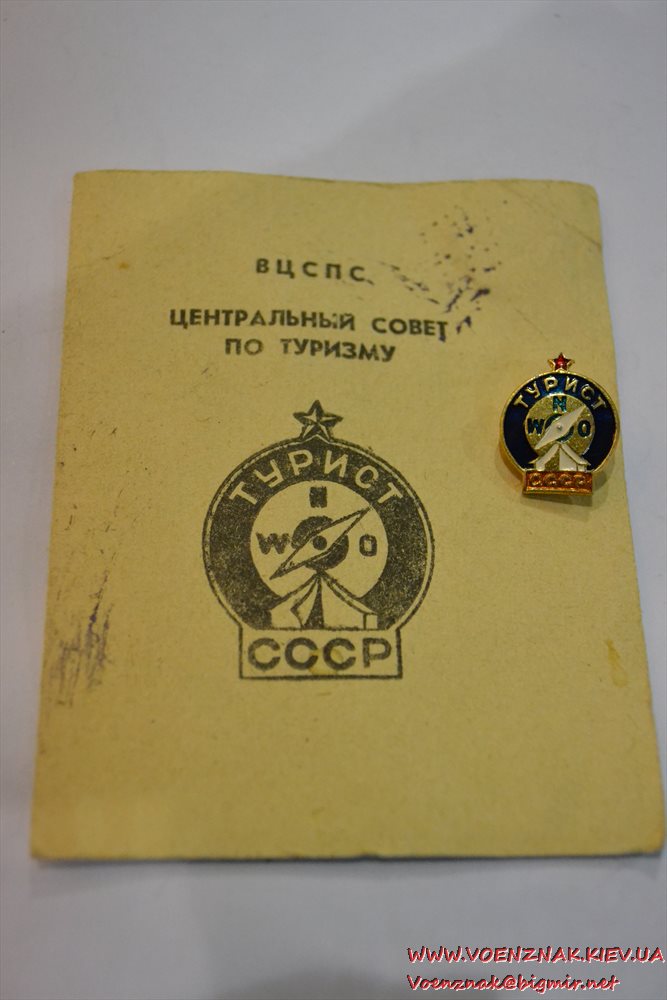 ВЦСПС
ЦЕНТРАЛЬНЫЙ СОВЕТ
ПО ТУРИЗМУ
ТУРИСТ
N
W O
СССР
ТУРИСТ
N
W O
СССР
WWW.VOENZNAK.KIEV.UA
Voenznak@bigmir.net